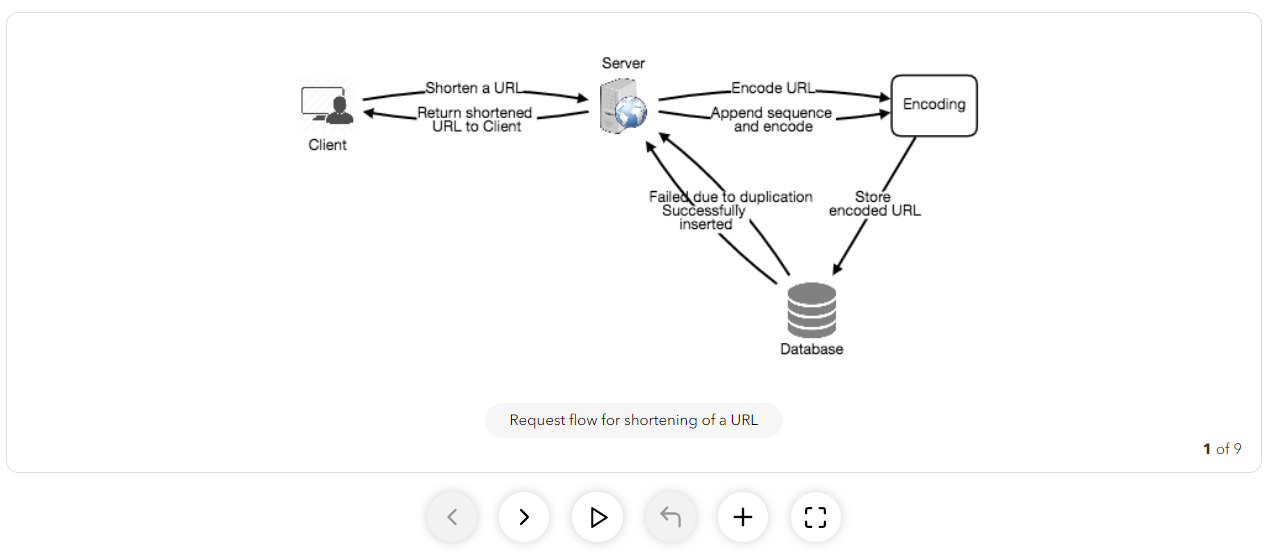 Server
Shorten a URL
Encode URL
Return shortened
URL to Client
Append sequence
and encode
Encoding
Client
Failed due to duplication
Successfully
inserted
Store
encoded URL
Database
Request flow for shortening of a URL
1 of 9